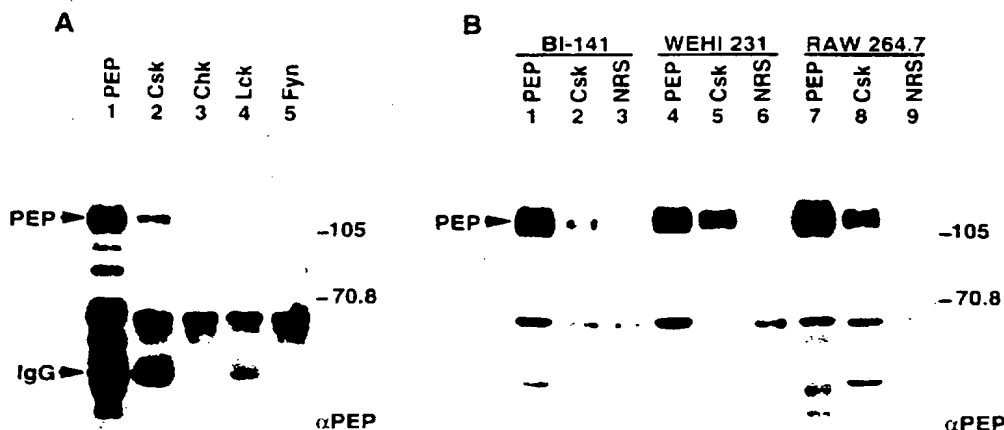 A
PEP Csk Chk Lck Fyn
1 2 3 4 5
PEP
IgG
-105
-70.8
αPEP
B
BI-141 WEHI 231 RAW 264.7
PEP Csk NRS PEP Csk NRS PEP Csk NRS
1 2 3 4 5 6 7 8 9
PEP
-105
-70.8
αPEP